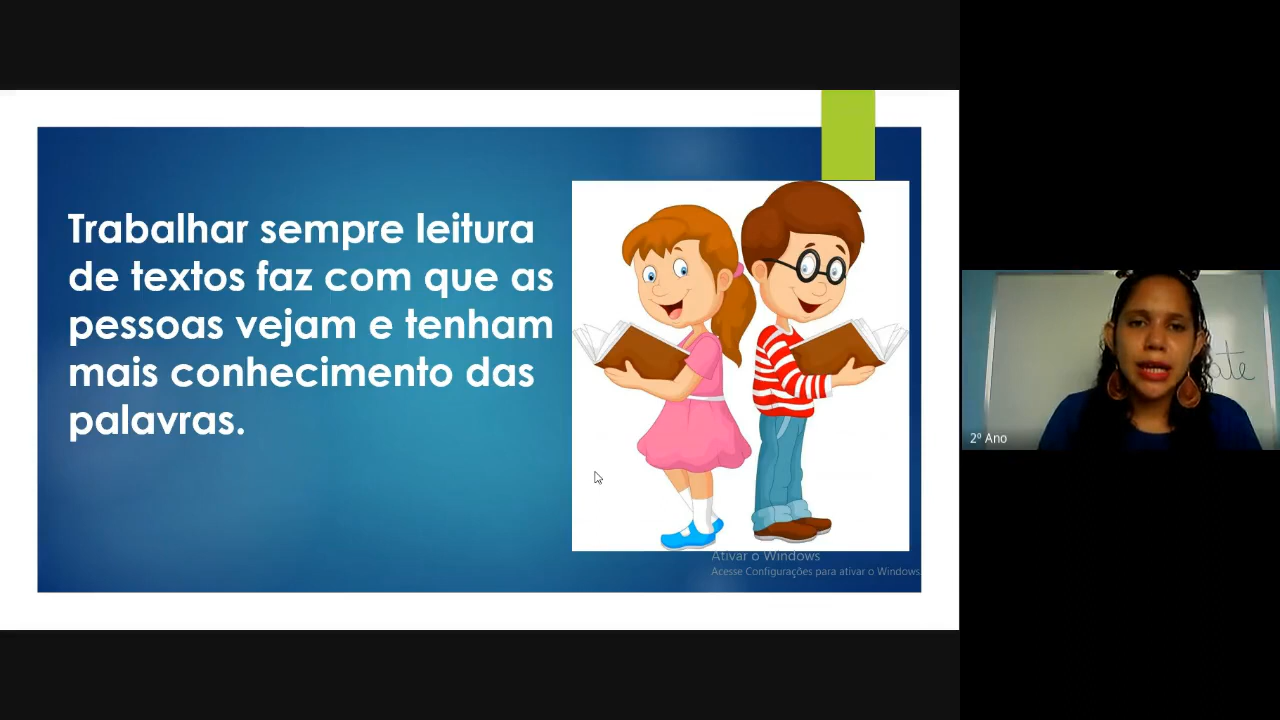 Trabalhar sempre leitura
de textos faz com que as
pessoas vejam e tenham
mais conhecimento das
palavras.
Ativar o Windows
Acesse Configurações para ativar o Windows.
2º Ano